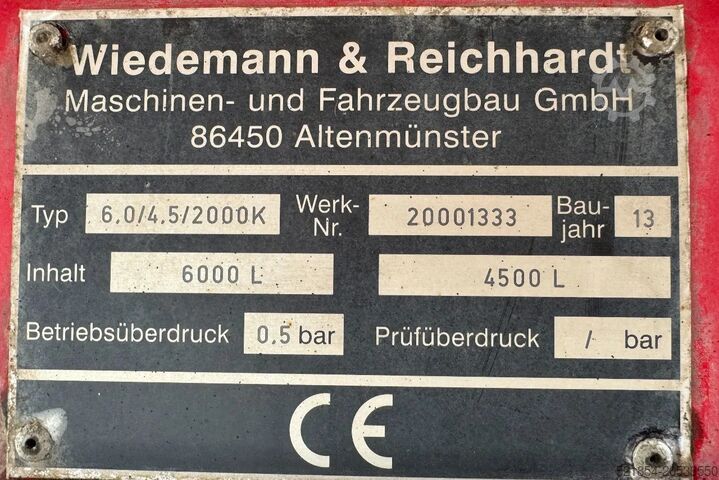 Wiedemann & Reichhardt
Maschinen- und Fahrzeugbau GmbH
86450 Altenmünster
Typ 6.0/4.5/2000K Werk-Nr. 20001333 Bau-jahr 13
Inhalt 6000 L 4500 L
Betriebsüberdruck 0.5 bar Prüfüberdruck / bar
CE